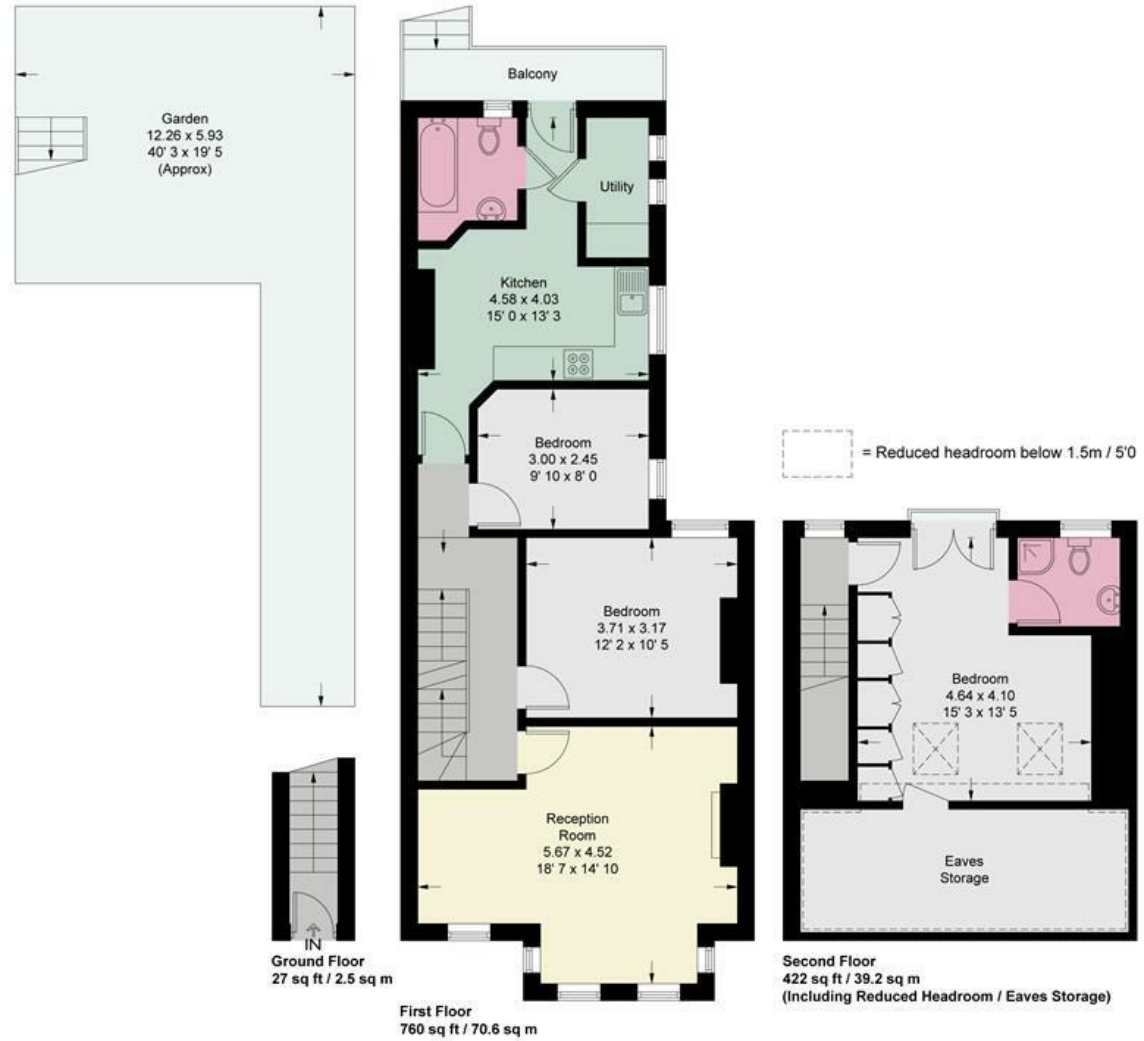 Balcony
Garden
12.26 x 5.93
40' 3 x 19' 5
(Approx)
Utility
Kitchen
4.58 x 4.03
15' 0 x 13' 3
Bedroom
3.00 x 2.45
9' 10 x 8' 0
= Reduced headroom below 1.5m / 5'0
Bedroom
3.71 x 3.17
12' 2 x 10' 5
Bedroom
4.64 x 4.10
15' 3 x 13' 5
Reception
Room
5.67 x 4.52
18' 7 x 14' 10
Eaves
Storage
IN
Ground Floor
27 sq ft / 2.5 sq m
First Floor
760 sq ft / 70.6 sq m
Second Floor
422 sq ft / 39.2 sq m
(Including Reduced Headroom / Eaves Storage)